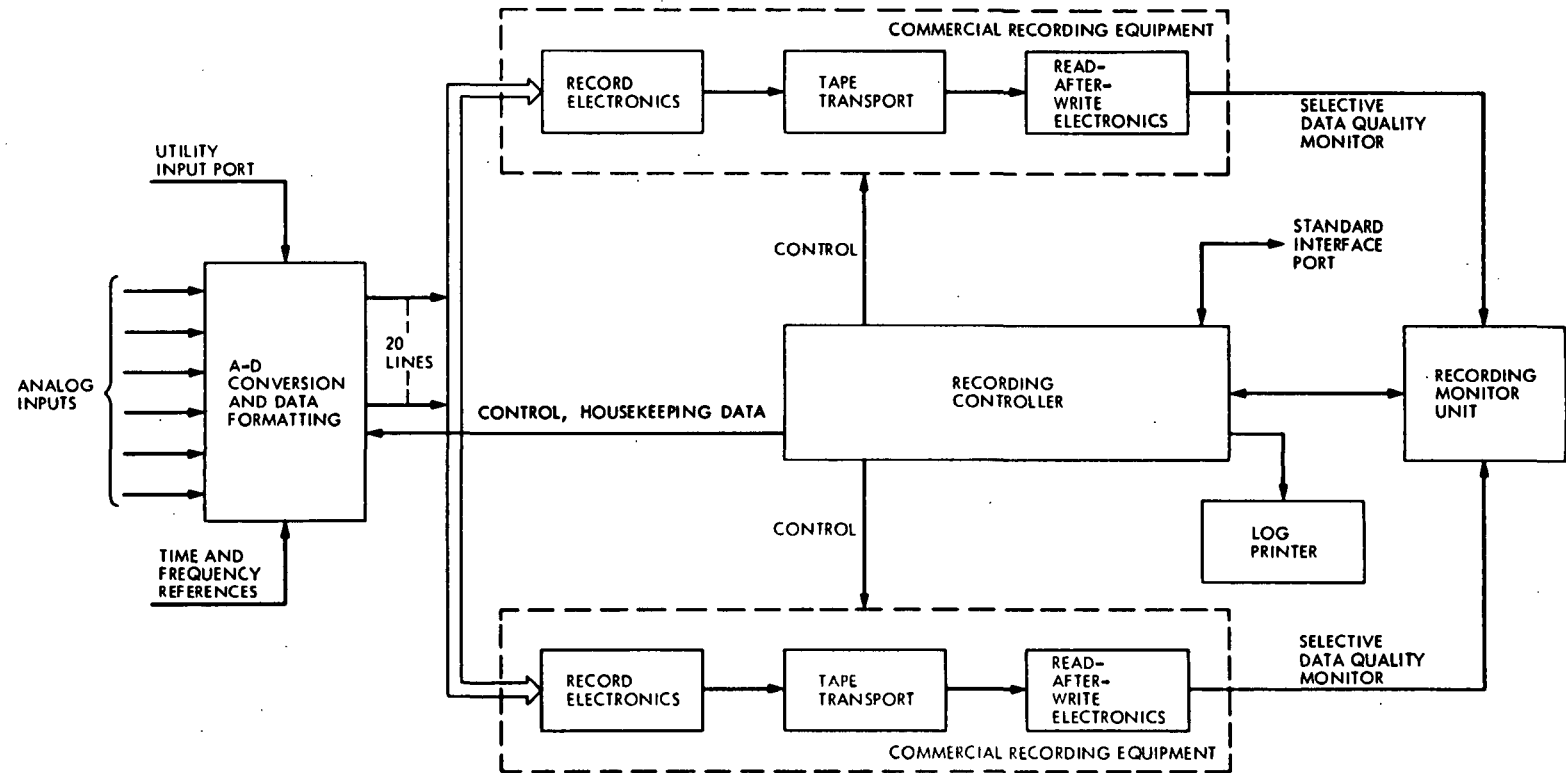 COMMERCIAL RECORDING EQUIPMENT
RECORD
ELECTRONICS
TAPE
TRANSPORT
READ-
AFTER-
WRITE
ELECTRONICS
SELECTIVE
DATA QUALITY
MONITOR
UTILITY
INPUT PORT
CONTROL
STANDARD
INTERFACE
PORT
ANALOG
INPUTS
A-D
CONVERSION
AND DATA
FORMATTING
20
LINES
CONTROL, HOUSEKEEPING DATA
RECORDING
CONTROLLER
RECORDING
MONITOR
UNIT
TIME AND
FREQUENCY
REFERENCES
CONTROL
LOG
PRINTER
RECORD
ELECTRONICS
TAPE
TRANSPORT
READ-
AFTER-
WRITE
ELECTRONICS
SELECTIVE
DATA QUALITY
MONITOR
COMMERCIAL RECORDING EQUIPMENT